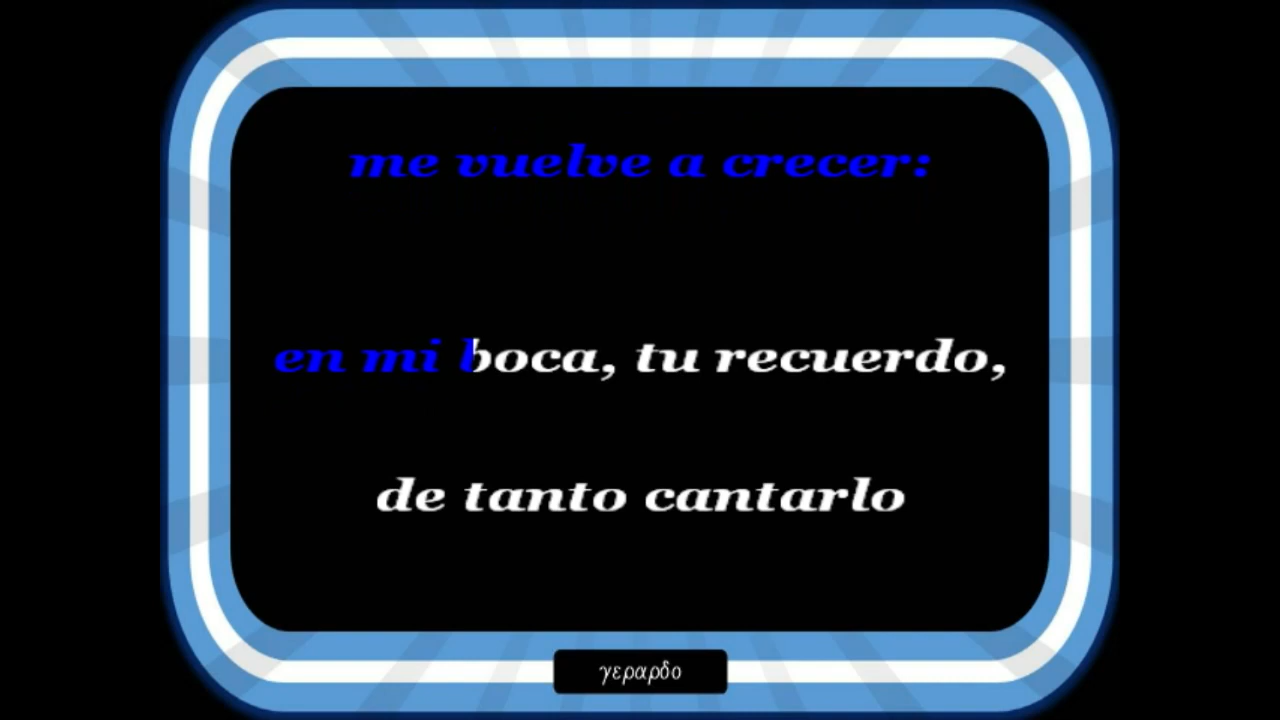 me vuelve a crecer:
en mi boca, tu recuerdo,
de tanto cantarlo
γεραρδο